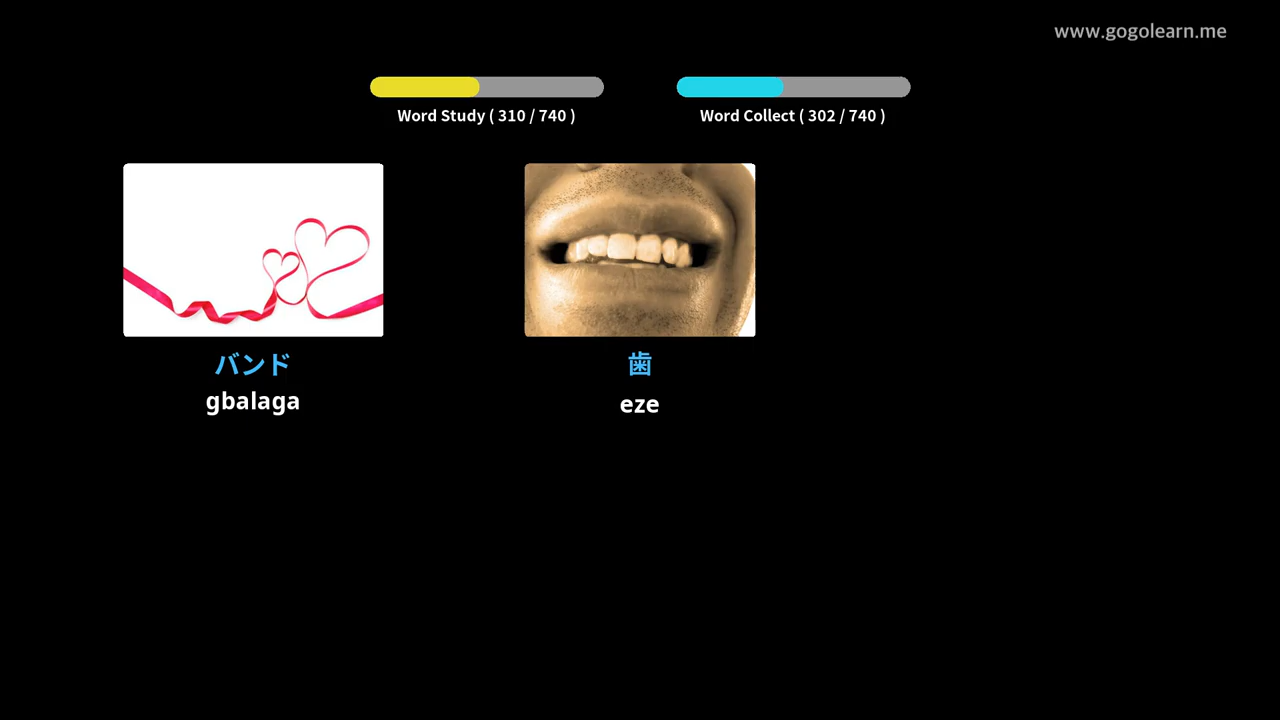 www.gogolearn.me
Word Study ( 310 / 740 )
Word Collect ( 302 / 740 )
バンド
gbalaga
歯
eze